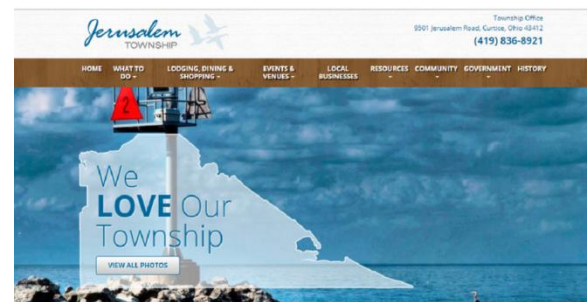 Jerusalem
TOWNSHIP
Township Office
9501 Jerusalem Road, Curtice, Ohio 43412
(419) 836-8921
HOME
WHAT TO
DO
LODGING, DINING &
SHOPPING
EVENTS &
VENUES
LOCAL
BUSINESSES
RESOURCES
COMMUNITY
GOVERNMENT
HISTORY
2
We
LOVE Our
Township
VIEW ALL PHOTOS